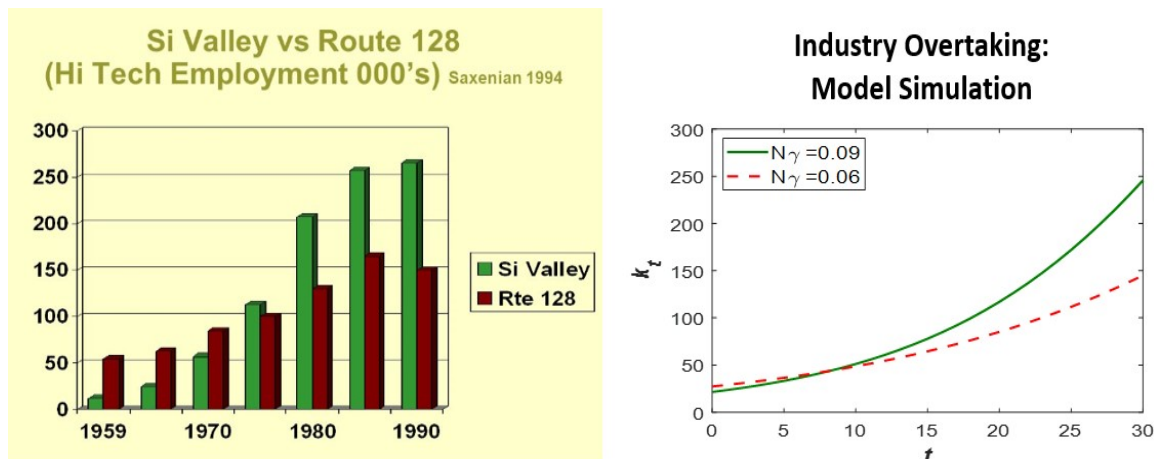 Si Valley vs Route 128
(Hi Tech Employment 000's) Saxenian 1994
300
250
200
150
100
50
0
1959
1970
1980
1990
Si Valley
Rte 128
Industry Overtaking:
Model Simulation
300
250
200
150
100
50
0
k_t
N γ =0.09
N γ =0.06
0
5
10
15
20
25
30
t